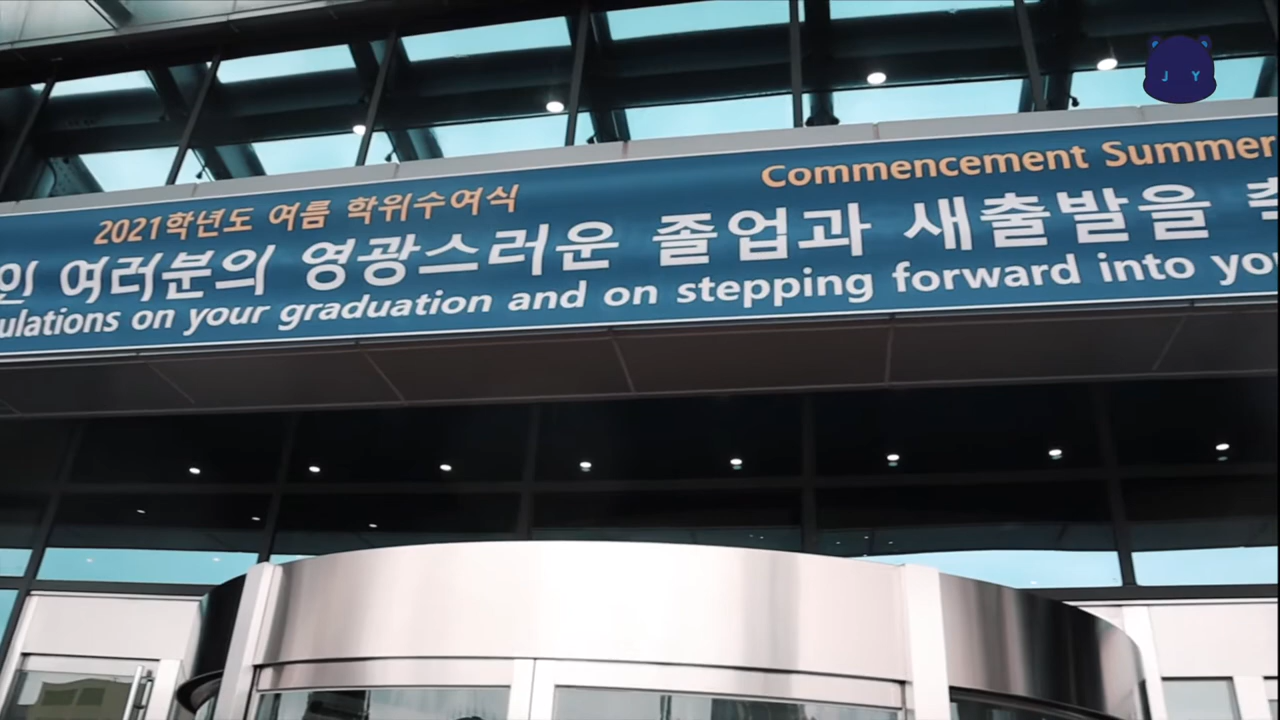 J Y
2021학년도 여름 학위수여식
Commencement Summer
인 여러분의 영광스러운 졸업과 새출발을
ulations on your graduation and on stepping forward into yo